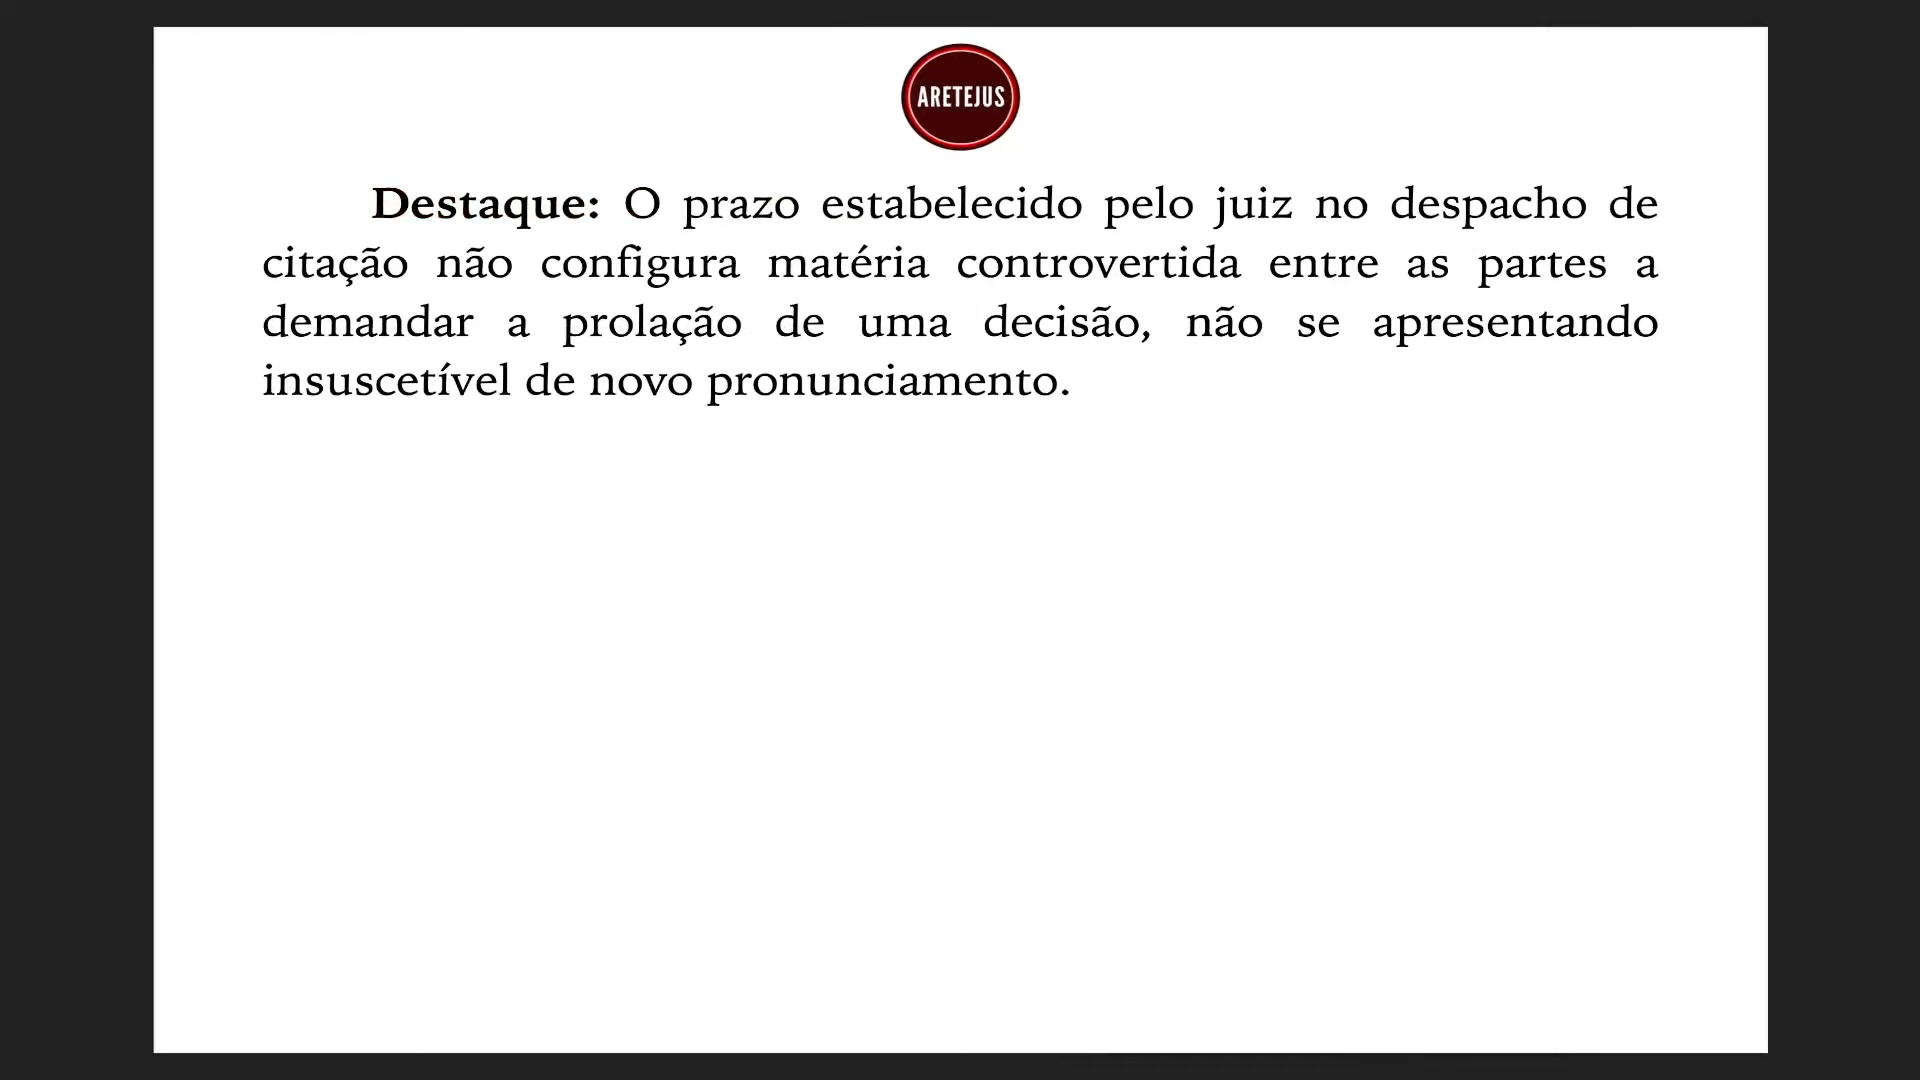 ARETEJUS
Destaque: O prazo estabelecido pelo juiz no despacho de
citação não configura matéria controvertida entre as partes a
demandar a prolação de uma decisão, não se apresentando
insuscetível de novo pronunciamento.